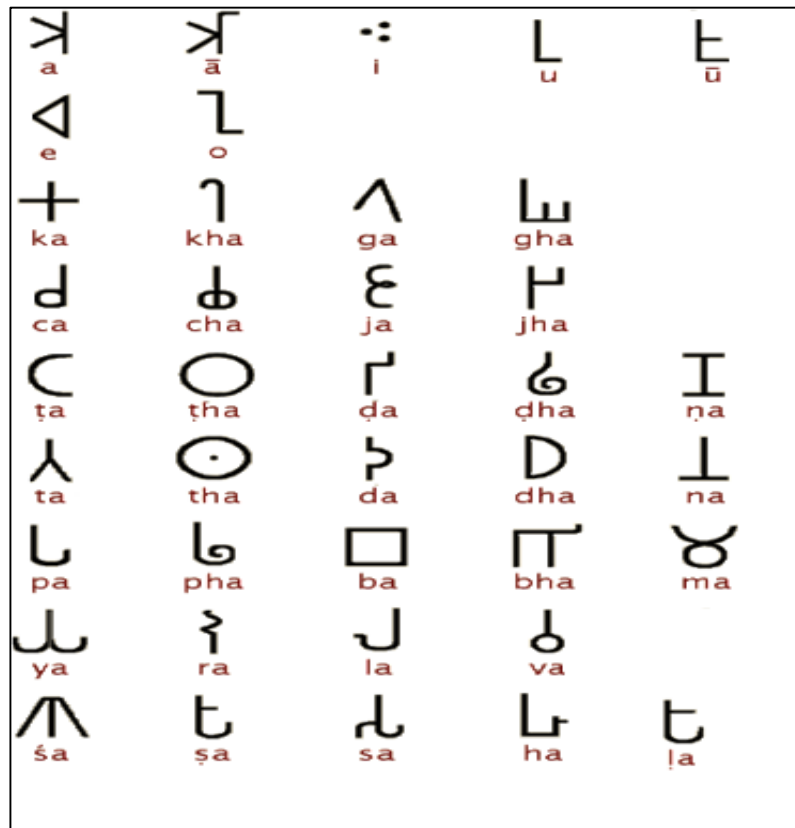 𑀅 𑀆 𑀇 𑀉 𑀊
a ā i u ū
𑀏 𑀑
e o
𑀓 𑀔 𑀕 𑀖
ka kha ga gha
𑀘 𑀙 𑀚 𑀛
ca cha ja jha
𑀝 𑀞 𑀟 𑀠 𑀡
ṭa ṭha ḍa ḍha ṇa
𑀢 𑀣 𑀤 𑀥 𑀦
ta tha da dha na
𑀧 𑀨 𑀩 𑀪 𑀫
pa pha ba bha ma
𑀬 𑀭 𑀮 𑀯
ya ra la va
𑀰 𑀱 𑀲 𑀳 𑀴
śa ṣa sa ha ḷa